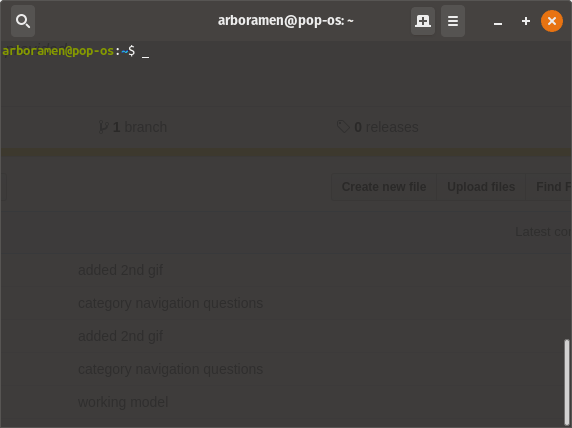 arboramen@pop-os: ~
arboramen@pop-os:~$ _
1 branch
0 releases
Create new file
Upload files
Find F
Latest co
added 2nd gif
category navigation questions
added 2nd gif
category navigation questions
working model